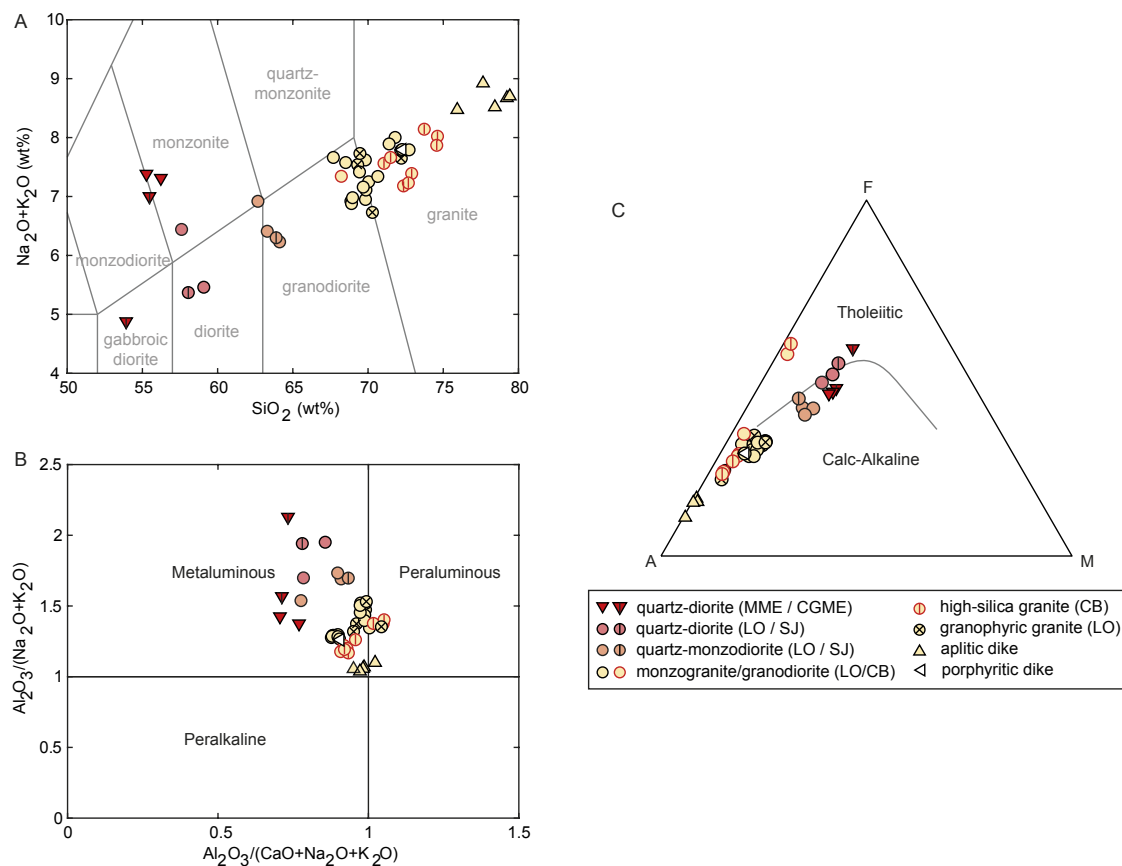 A
10
9
8
7
6
5
4
Na2O+K2O (wt%)
quartz-
monzonite
monzonite
granite
monzodiorite
granodiorite
diorite
gabbroic
diorite
50 55 60 65 70 75 80
SiO2 (wt%)
B
2.5
2
1.5
1
0.5
0
Al2O3/(Na2O+K2O)
Metaluminous
Peraluminous
Peralkaline
0 0.5 1 1.5
Al2O3/(CaO+Na2O+K2O)
C
F
Tholeiitic
Calc-Alkaline
A
M
quartz-diorite (MME / CGME)
quartz-diorite (LO / SJ)
quartz-monzodiorite (LO / SJ)
monzogranite/granodiorite (LO/CB)
high-silica granite (CB)
granophyric granite (LO)
aplitic dike
porphyritic dike